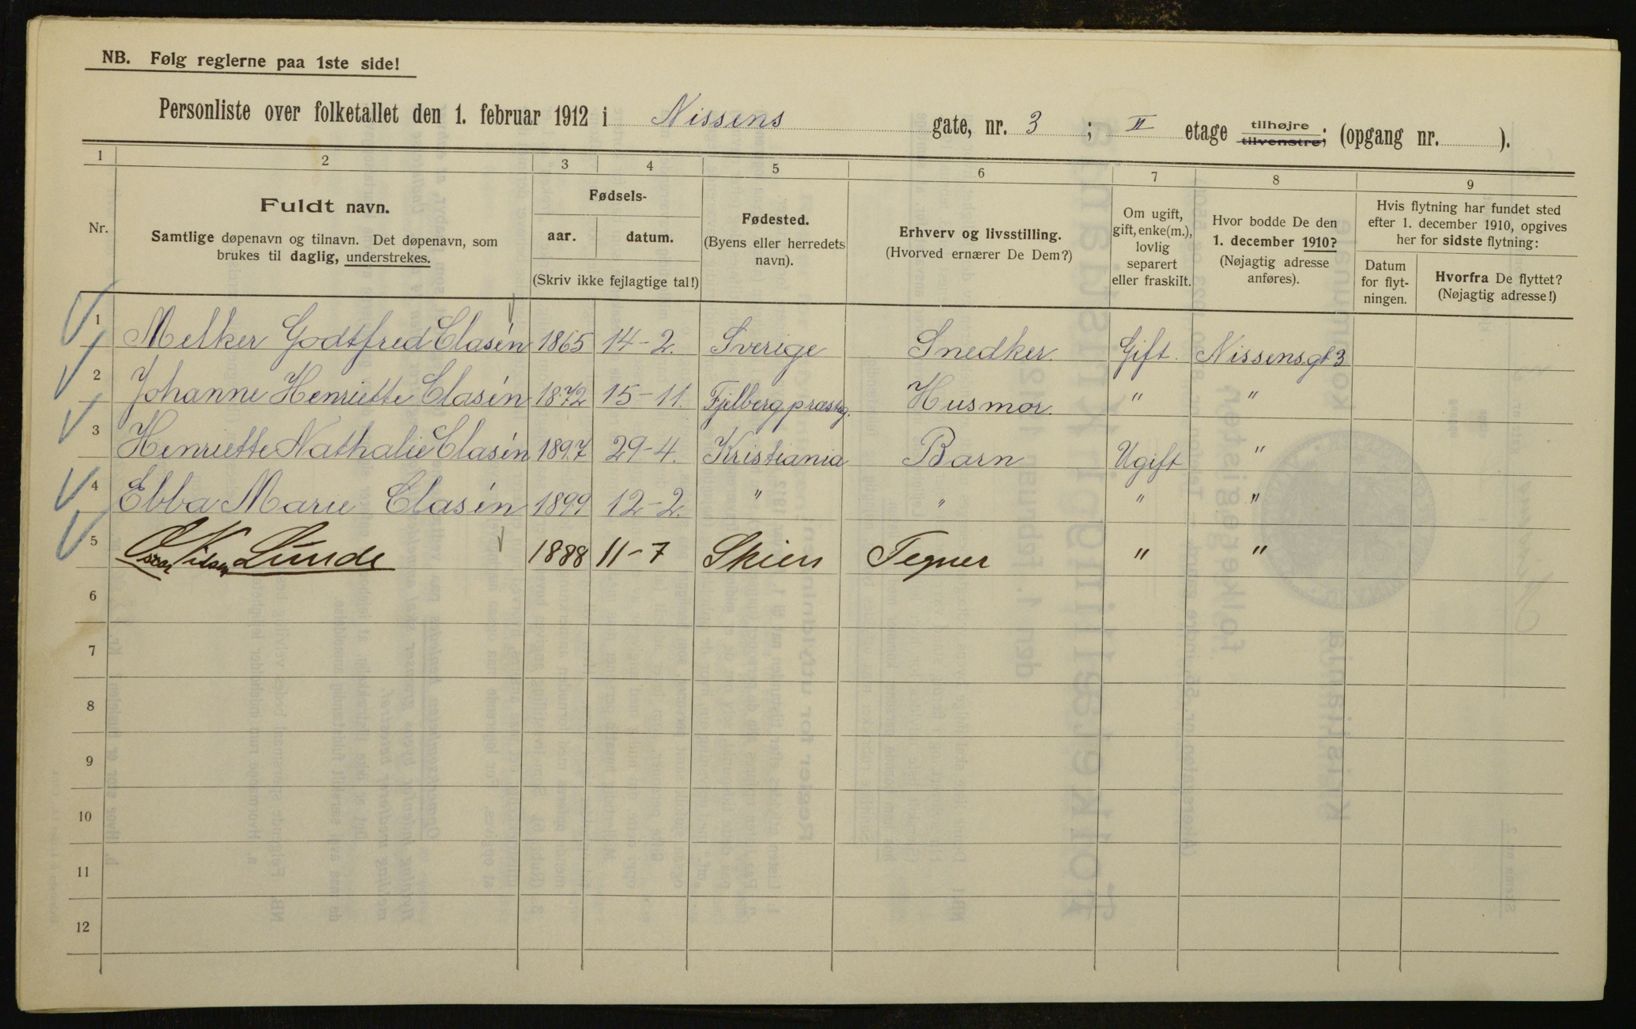 NB. Følg reglerne paa 1ste side!
Personliste over folketallet den 1. februar 1912 i Nissens gate, nr. 3 ; II etage tilhøjre tilvenstre; (opgang nr. ).
1 2 3 4 5 6 7 8 9
Nr.
Fuldt navn.
Samtlige døpenavn og tilnavn. Det døpenavn, som
brukes til daglig, understrekes.
Fødsels-
aar. datum.
(Skriv ikke fejlagtige tal!)
Fødested.
(Byens eller herredets
navn).
Erhverv og livsstilling.
(Hvorved ernærer De Dem?)
Om ugift,
gift, enke(m.),
lovlig
separert
eller fraskilt.
Hvor bodde De den
1. december 1910?
(Nøjagtig adresse
anføres).
Hvis flytning har fundet sted
efter 1. december 1910, opgives
her for sidste flytning:
Datum
for flyt-
ningen.
Hvorfra De flyttet?
(Nøjagtig adresse!)
1 Melker Godtfred Clasén 1865 14-2. Sverige Snedker. Gift. Nissensgt 3
2 Johanne Henriette Clasén 1872 15-11. Fjelberg præstg. Husmor. " "
3 Henriette Nathalie Clasén 1897 29-4. Kristiania Barn Ugift "
4 Ebba Marie Clasén 1899 12-2. " " " "
5 Oscar Lunde 1888 11-7 Skien Tegner " "
6
7
8
9
10
11
12